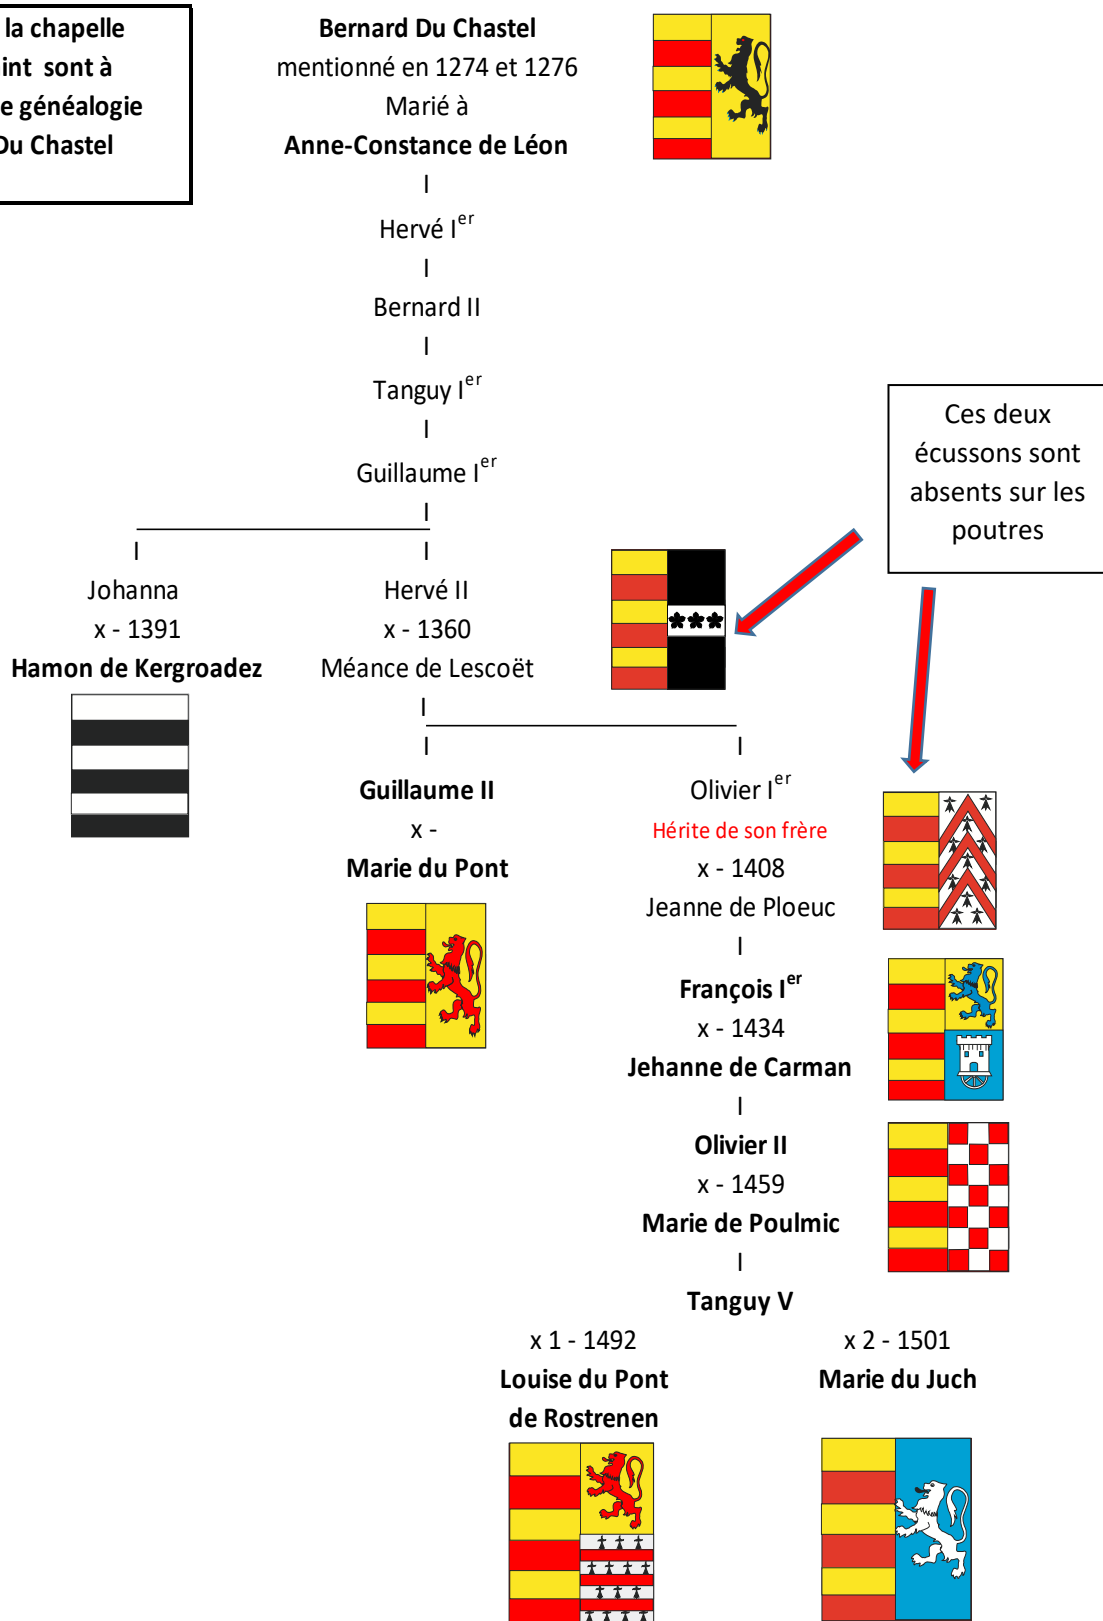 la chapelle
int sont à
e généalogie
Du Chastel
Bernard Du Chastel
mentionné en 1274 et 1276
Marié à
Anne-Constance de Léon
I
Hervé Ier
I
Bernard II
I
Tanguy Ier
I
Guillaume Ier
I
Ces deux
écussons sont
absents sur les
poutres
I
Johanna
x - 1391
Hamon de Kergroadez
I
Hervé II
x - 1360
Méance de Lescoët
I
I
Guillaume II
x -
Marie du Pont
I
Olivier Ier
Hérite de son frère
x - 1408
Jeanne de Ploeuc
I
François Ier
x - 1434
Jehanne de Carman
I
Olivier II
x - 1459
Marie de Poulmic
I
Tanguy V
x 1 - 1492
Louise du Pont
de Rostrenen
x 2 - 1501
Marie du Juch